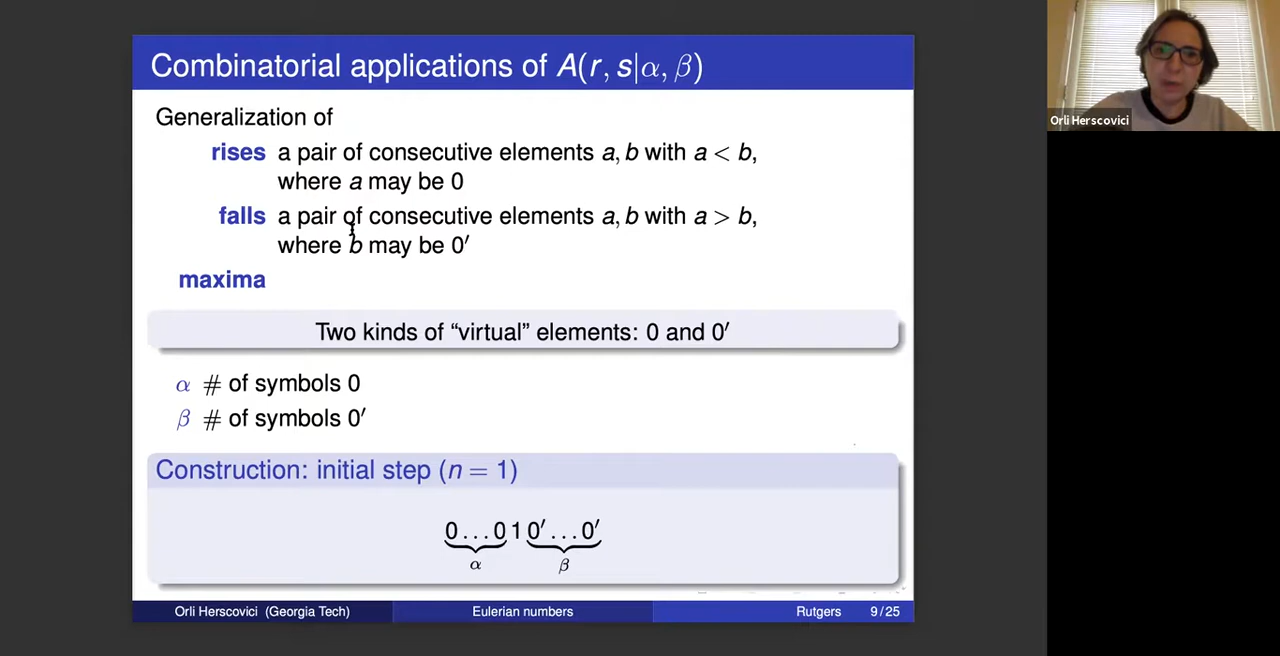 Combinatorial applications of A(r, s|α, β)
Generalization of
rises a pair of consecutive elements a, b with a < b,
where a may be 0
falls a pair of consecutive elements a, b with a > b,
where b may be 0′
maxima
Two kinds of “virtual” elements: 0 and 0′
α # of symbols 0
β # of symbols 0′
Construction: initial step (n = 1)
0 . . . 0 1 0′ . . . 0′
α β
Orli Herscovici (Georgia Tech) Eulerian numbers Rutgers 9 / 25
Orli Herscovici